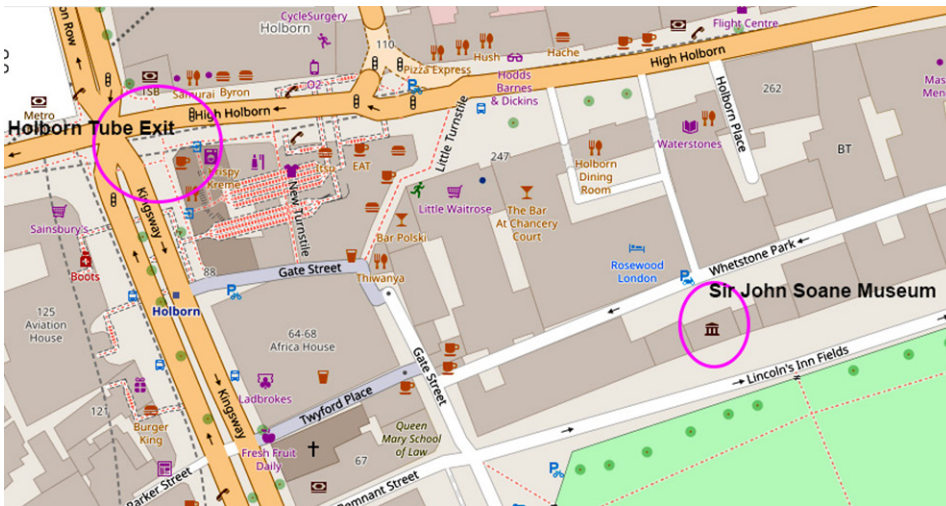 CycleSurgery
Holborn
110
Flight Centre
on Row
Hache
Hush
Pizza Express
Hodds
Barnes
& Dickins
High Holborn
TSB
Samurai
Byron
O2
Metro
High Holborn
Holborn Tube Exit
Little Turnstile
Holborn Place
262
Mas
Men
Waterstones
BT
247
Holborn
Dining
Room
Krispy
Kreme
Itsu
EAT
New Turnstile
Little Waitrose
The Bar
At Chancery
Court
Bar Polski
Kingsway
Sainsbury's
Boots
88
Gate Street
Thiwanya
Rosewood
London
Whetstone Park
Sir John Soane Museum
Holborn
125
Aviation
House
64-68
Africa House
Gate Street
Lincoln's Inn Fields
Ladbrokes
Twyford Place
Kingsway
121
Burger
King
Queen
Mary School
of Law
Fresh Fruit
Daily
67
Parker Street
Remnant Street